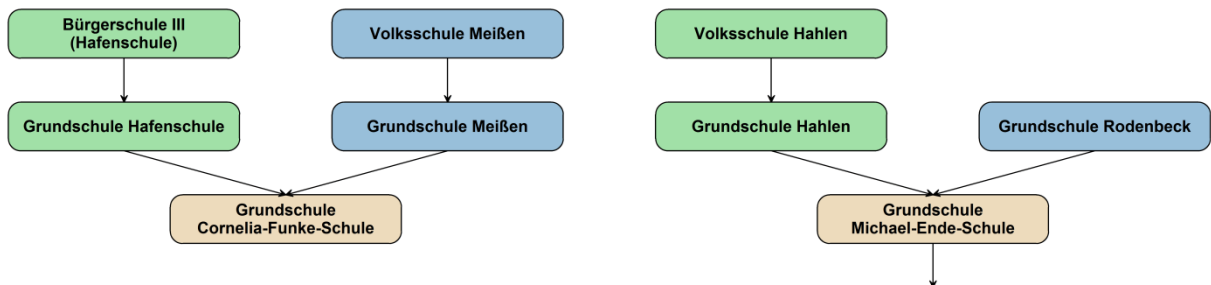 Bürgerschule III
(Hafenschule)
Volksschule Meißen
Volksschule Hahlen
Grundschule Hafenschule
Grundschule Meißen
Grundschule Hahlen
Grundschule Rodenbeck
Grundschule
Cornelia-Funke-Schule
Grundschule
Michael-Ende-Schule